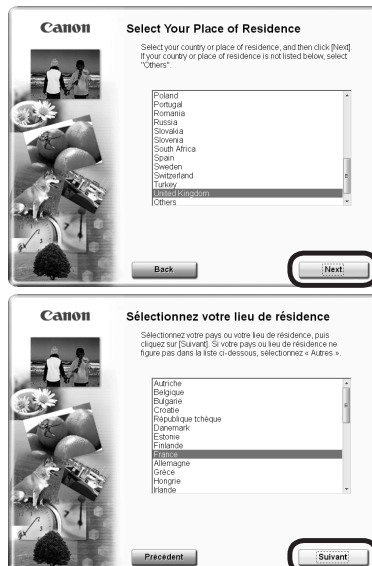 Canon
Select Your Place of Residence
Select your country or place of residence, and then click [Next].
If your country or place of residence is not listed below, select
"Others".
Poland
Portugal
Romania
Russia
Slovakia
Slovenia
South Africa
Spain
Sweden
Switzerland
Turkey
United Kingdom
Others
Back
Next
Canon
Sélectionnez votre lieu de résidence
Sélectionnez votre pays ou votre lieu de résidence, puis
cliquez sur [Suivant]. Si votre pays ou lieu de résidence ne
figure pas dans la liste ci-dessous, sélectionnez « Autres ».
Autriche
Belgique
Bulgarie
Croatie
République tchèque
Danemark
Estonie
Finlande
France
Allemagne
Grèce
Hongrie
Irlande
Précédent
Suivant